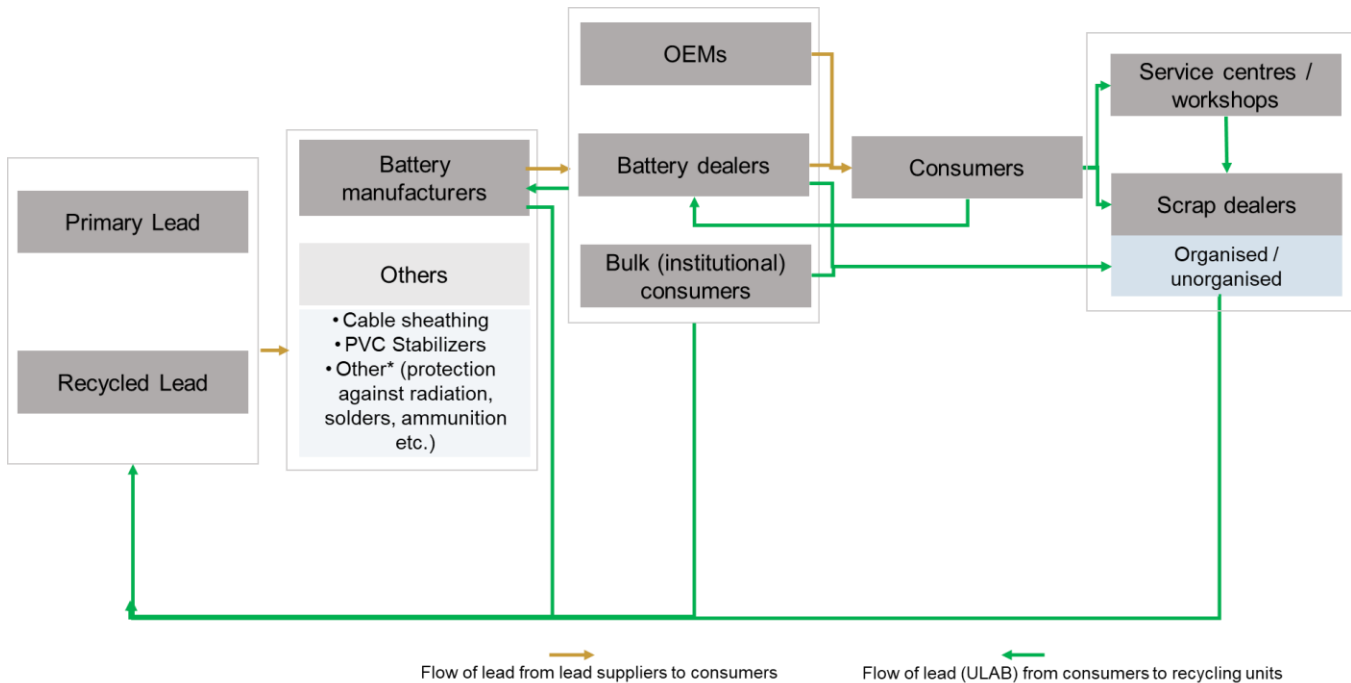 Primary Lead
Recycled Lead
Battery
manufacturers
Others
• Cable sheathing
• PVC Stabilizers
• Other* (protection
against radiation,
solders, ammunition
etc.)
OEMs
Battery dealers
Bulk (institutional)
consumers
Consumers
Service centres /
workshops
Scrap dealers
Organised /
unorganised
Flow of lead from lead suppliers to consumers
Flow of lead (ULAB) from consumers to recycling units